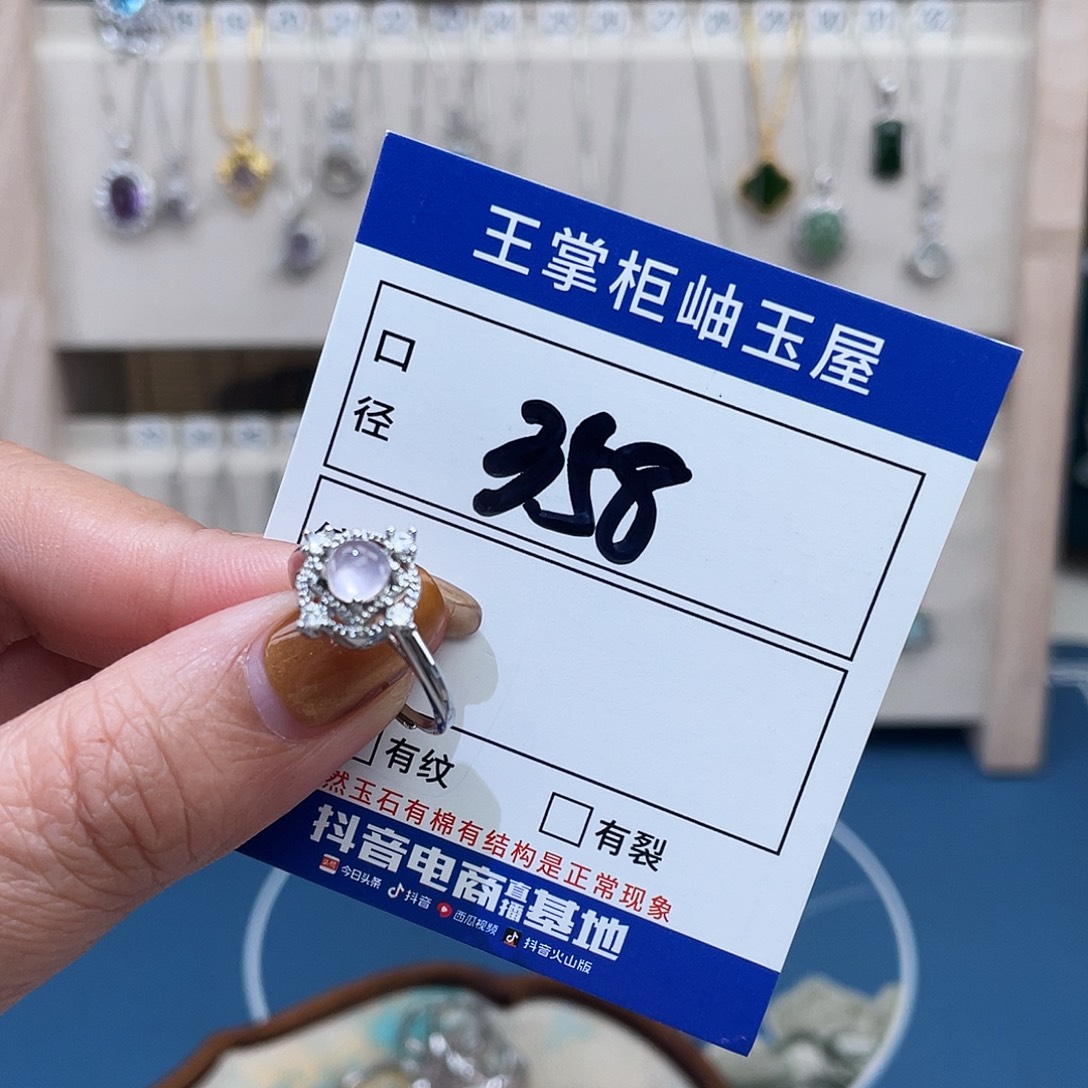 王掌柜岫玉屋
口径
358
有纹
有裂
然玉石有棉有结构是正常现象
抖音电商直播基地
今日头条 抖音 西瓜视频 抖音火山版